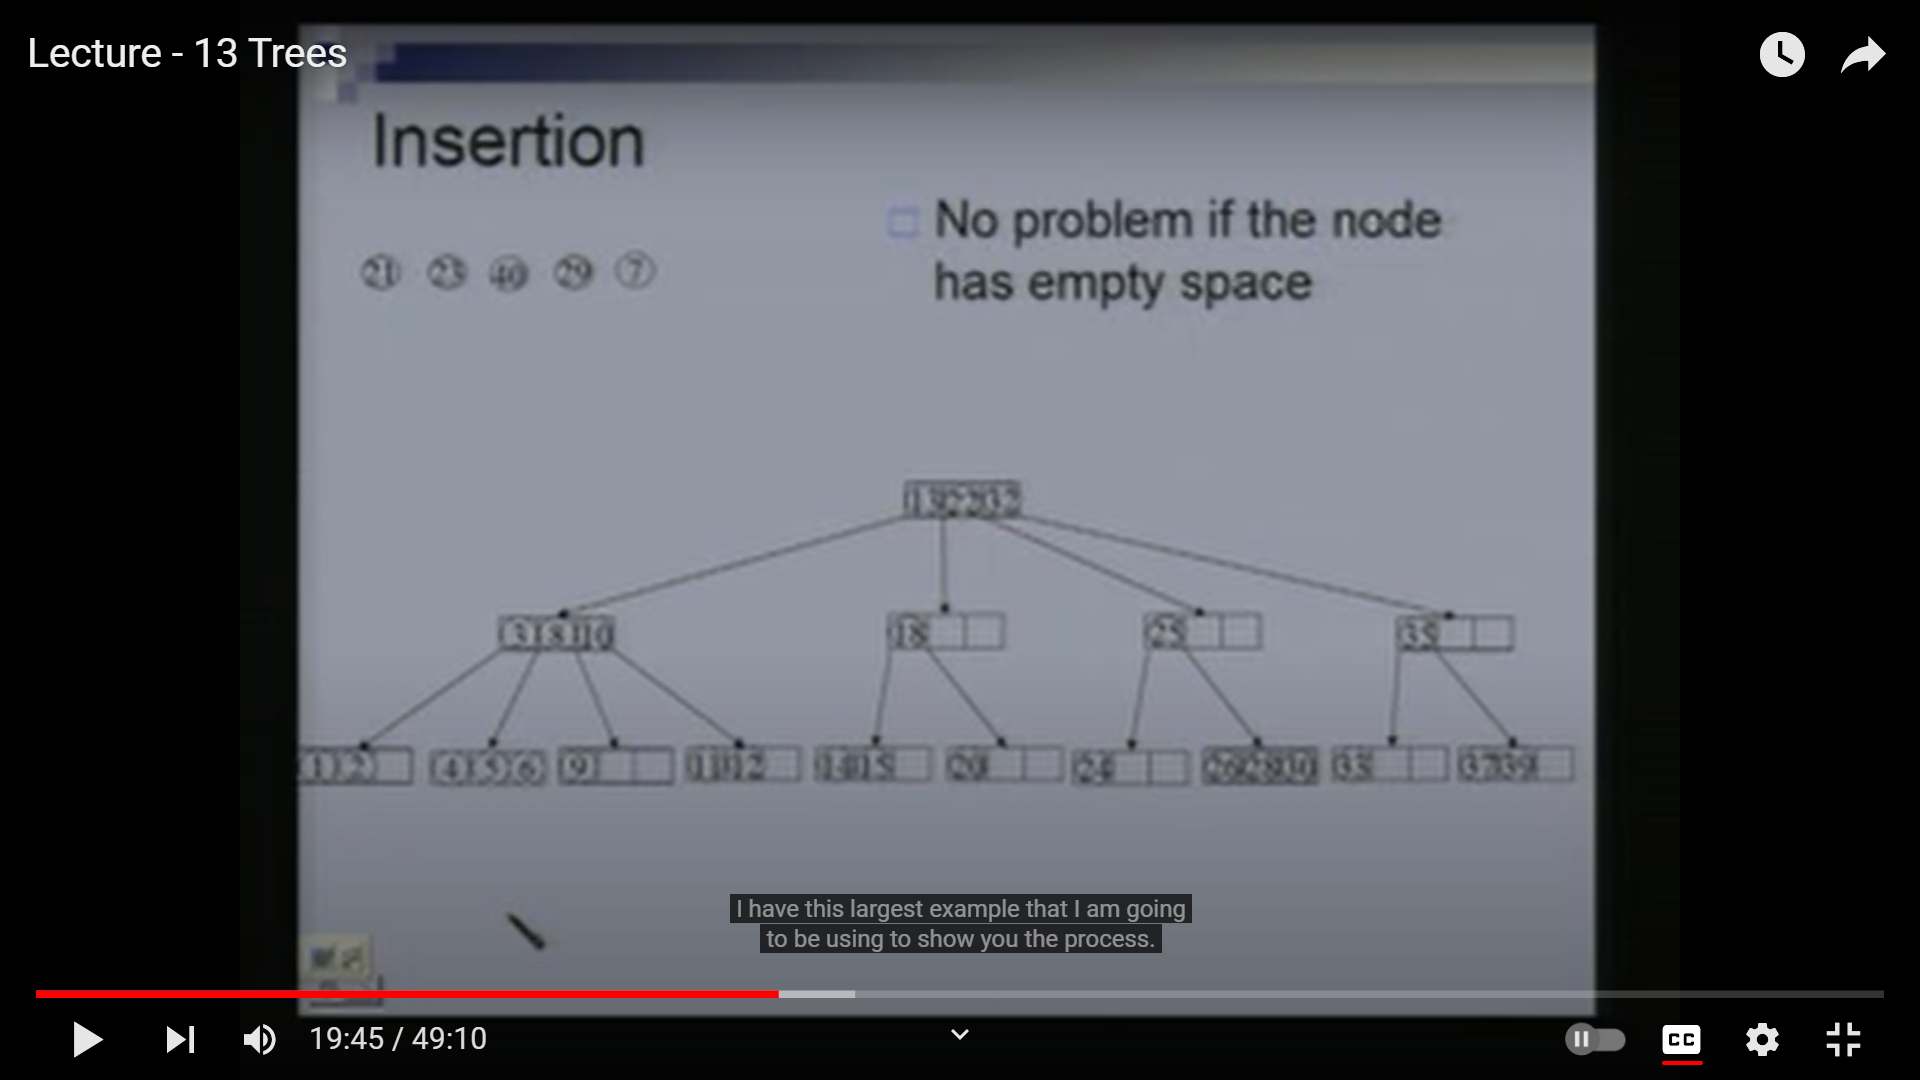 Lecture - 13 Trees
Insertion
No problem if the node
has empty space
21 23 40 29 7
13 22 32
3 8 10 18 25 35
1 2 4 5 6 9 11 12 14 15 20 24 26 28 30 33 37 39
I have this largest example that I am going
to be using to show you the process.
19:45 / 49:10
CC